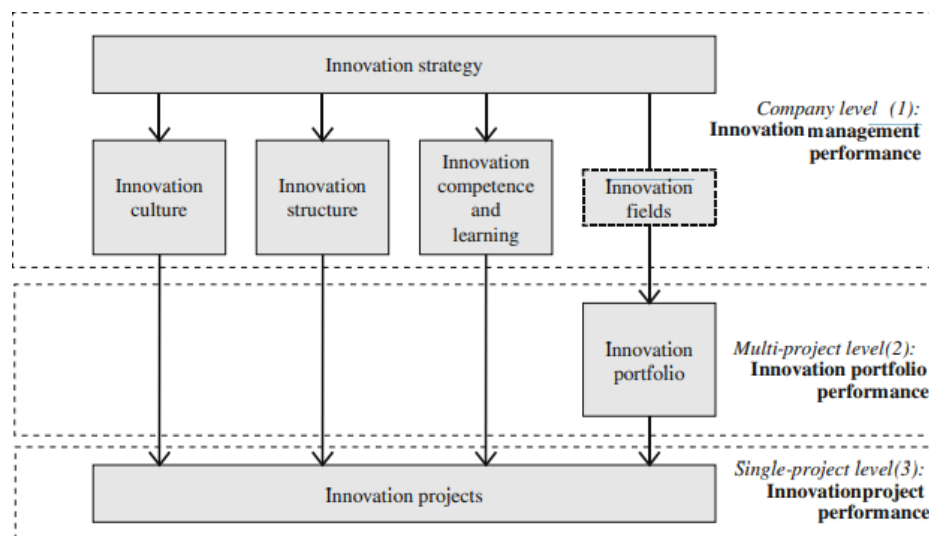 Innovation strategy
Company level (1):
Innovation management
performance
Innovation
culture
Innovation
structure
Innovation
competence
and
learning
Innovation
fields
Innovation
portfolio
Multi-project level(2):
Innovation portfolio
performance
Innovation projects
Single-project level(3):
Innovationproject
performance